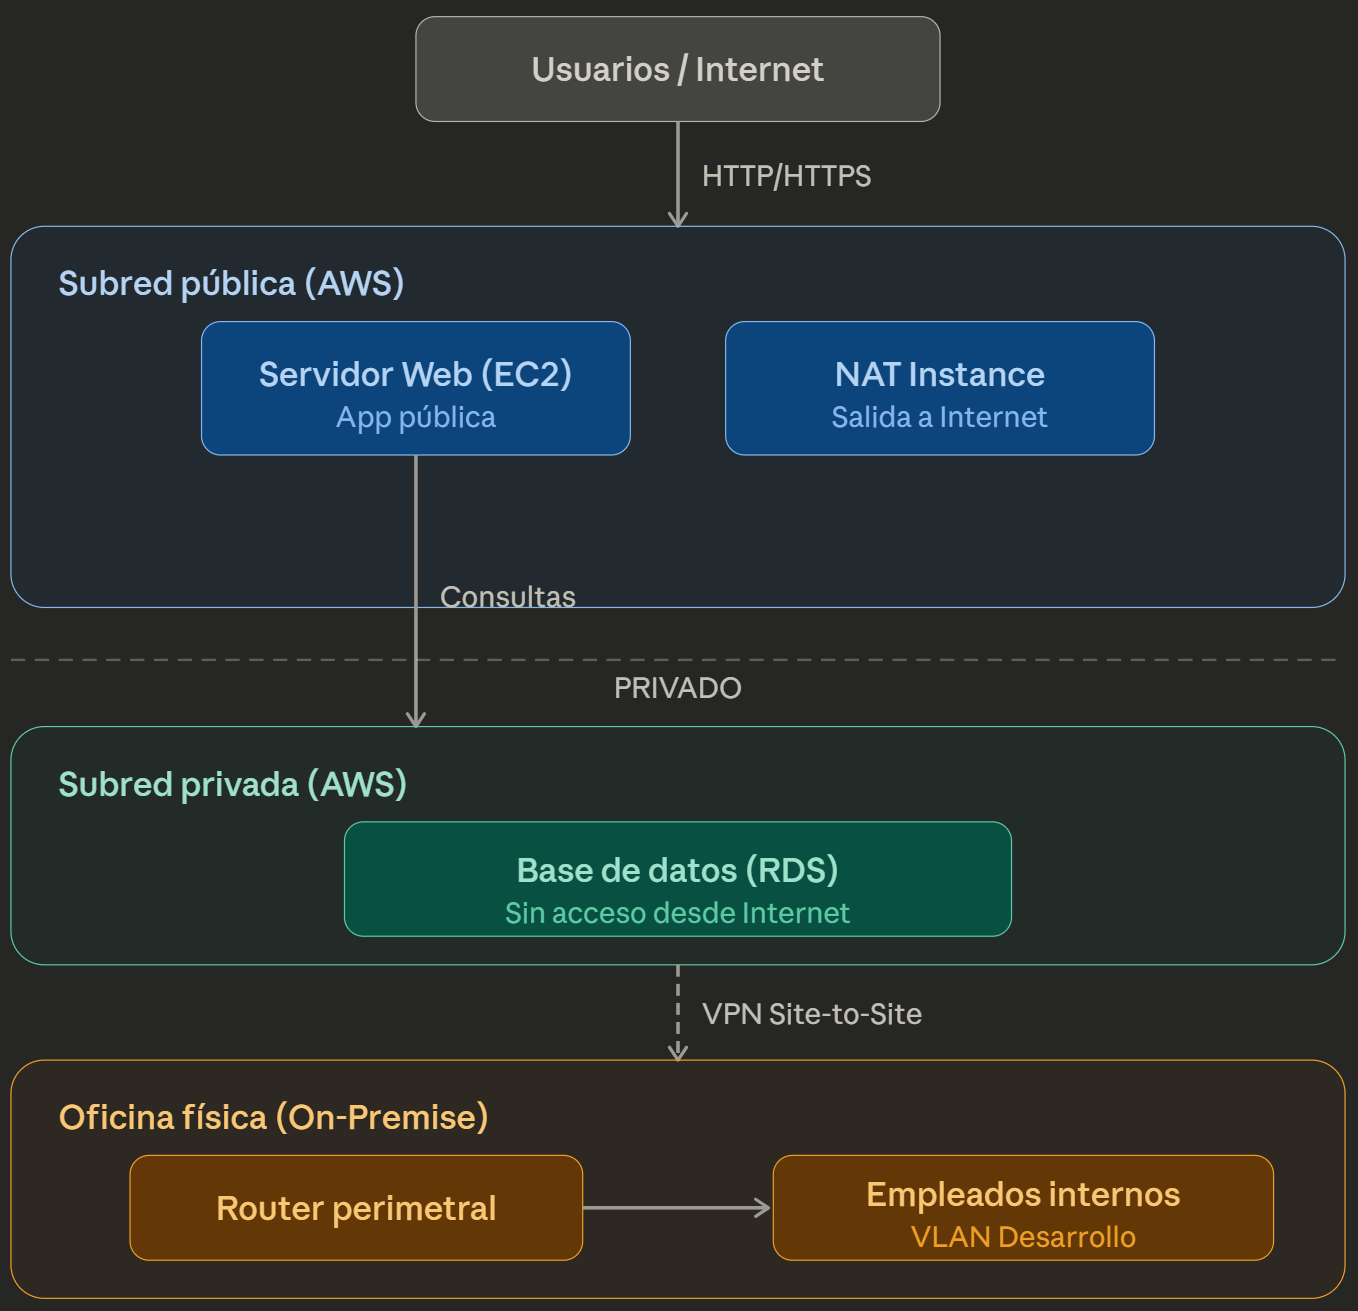 Usuarios / Internet
HTTP/HTTPS
Subred pública (AWS)
Servidor Web (EC2)
App pública
NAT Instance
Salida a Internet
Consultas
PRIVADO
Subred privada (AWS)
Base de datos (RDS)
Sin acceso desde Internet
VPN Site-to-Site
Oficina física (On-Premise)
Router perimetral
Empleados internos
VLAN Desarrollo